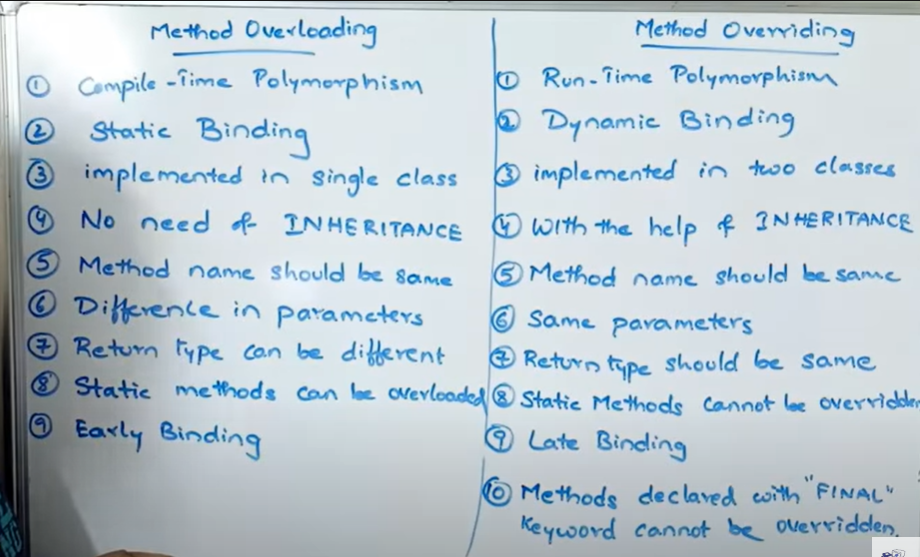 Method Overloading
① Compile-Time Polymorphism
② Static Binding
③ implemented in single class
④ No need of INHERITANCE
⑤ Method name should be same
⑥ Difference in parameters
⑦ Return Type can be different
⑧ Static methods can be overloaded
⑨ Early Binding
Method Overriding
① Run-Time Polymorphism
② Dynamic Binding
③ implemented in two classes
④ With the help of INHERITANCE
⑤ Method name should be same
⑥ Same parameters
⑦ Return type should be same
⑧ Static Methods cannot be overridden
⑨ Late Binding
⑩ Methods declared with "FINAL"
Keyword cannot be overridden.